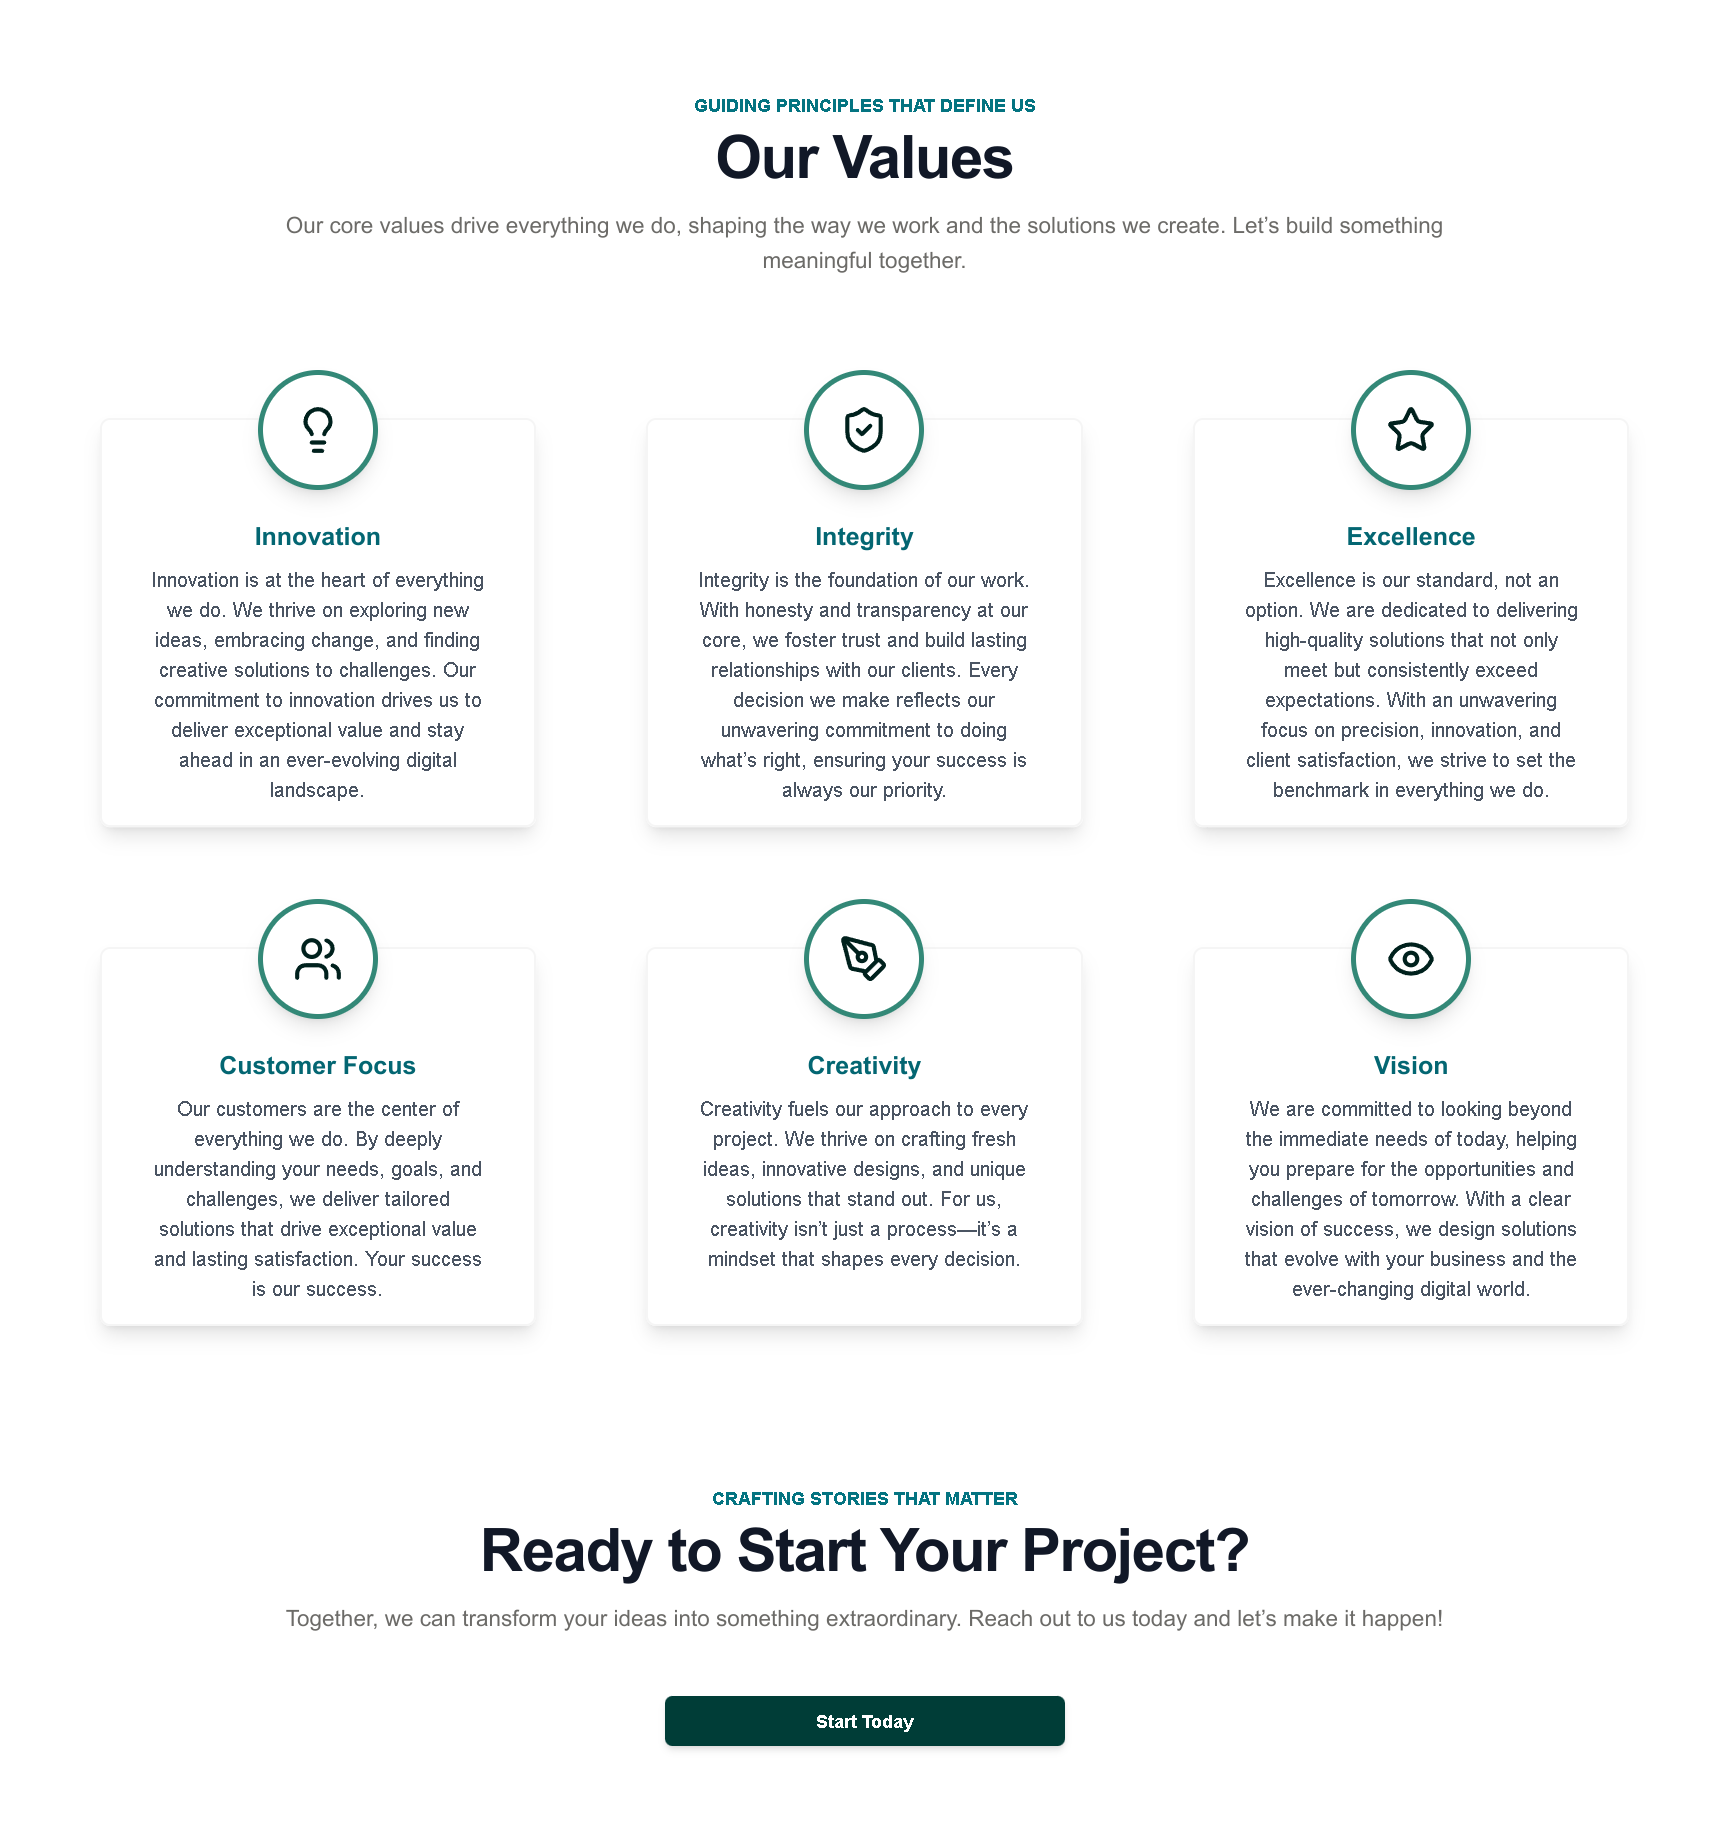 GUIDING PRINCIPLES THAT DEFINE US
Our Values
Our core values drive everything we do, shaping the way we work and the solutions we create. Let’s build something
meaningful together.
Innovation
Innovation is at the heart of everything
we do. We thrive on exploring new
ideas, embracing change, and finding
creative solutions to challenges. Our
commitment to innovation drives us to
deliver exceptional value and stay
ahead in an ever-evolving digital
landscape.
Integrity
Integrity is the foundation of our work.
With honesty and transparency at our
core, we foster trust and build lasting
relationships with our clients. Every
decision we make reflects our
unwavering commitment to doing
what’s right, ensuring your success is
always our priority.
Excellence
Excellence is our standard, not an
option. We are dedicated to delivering
high-quality solutions that not only
meet but consistently exceed
expectations. With an unwavering
focus on precision, innovation, and
client satisfaction, we strive to set the
benchmark in everything we do.
Customer Focus
Our customers are the center of
everything we do. By deeply
understanding your needs, goals, and
challenges, we deliver tailored
solutions that drive exceptional value
and lasting satisfaction. Your success
is our success.
Creativity
Creativity fuels our approach to every
project. We thrive on crafting fresh
ideas, innovative designs, and unique
solutions that stand out. For us,
creativity isn’t just a process—it’s a
mindset that shapes every decision.
Vision
We are committed to looking beyond
the immediate needs of today, helping
you prepare for the opportunities and
challenges of tomorrow. With a clear
vision of success, we design solutions
that evolve with your business and the
ever-changing digital world.
CRAFTING STORIES THAT MATTER
Ready to Start Your Project?
Together, we can transform your ideas into something extraordinary. Reach out to us today and let’s make it happen!
Start Today